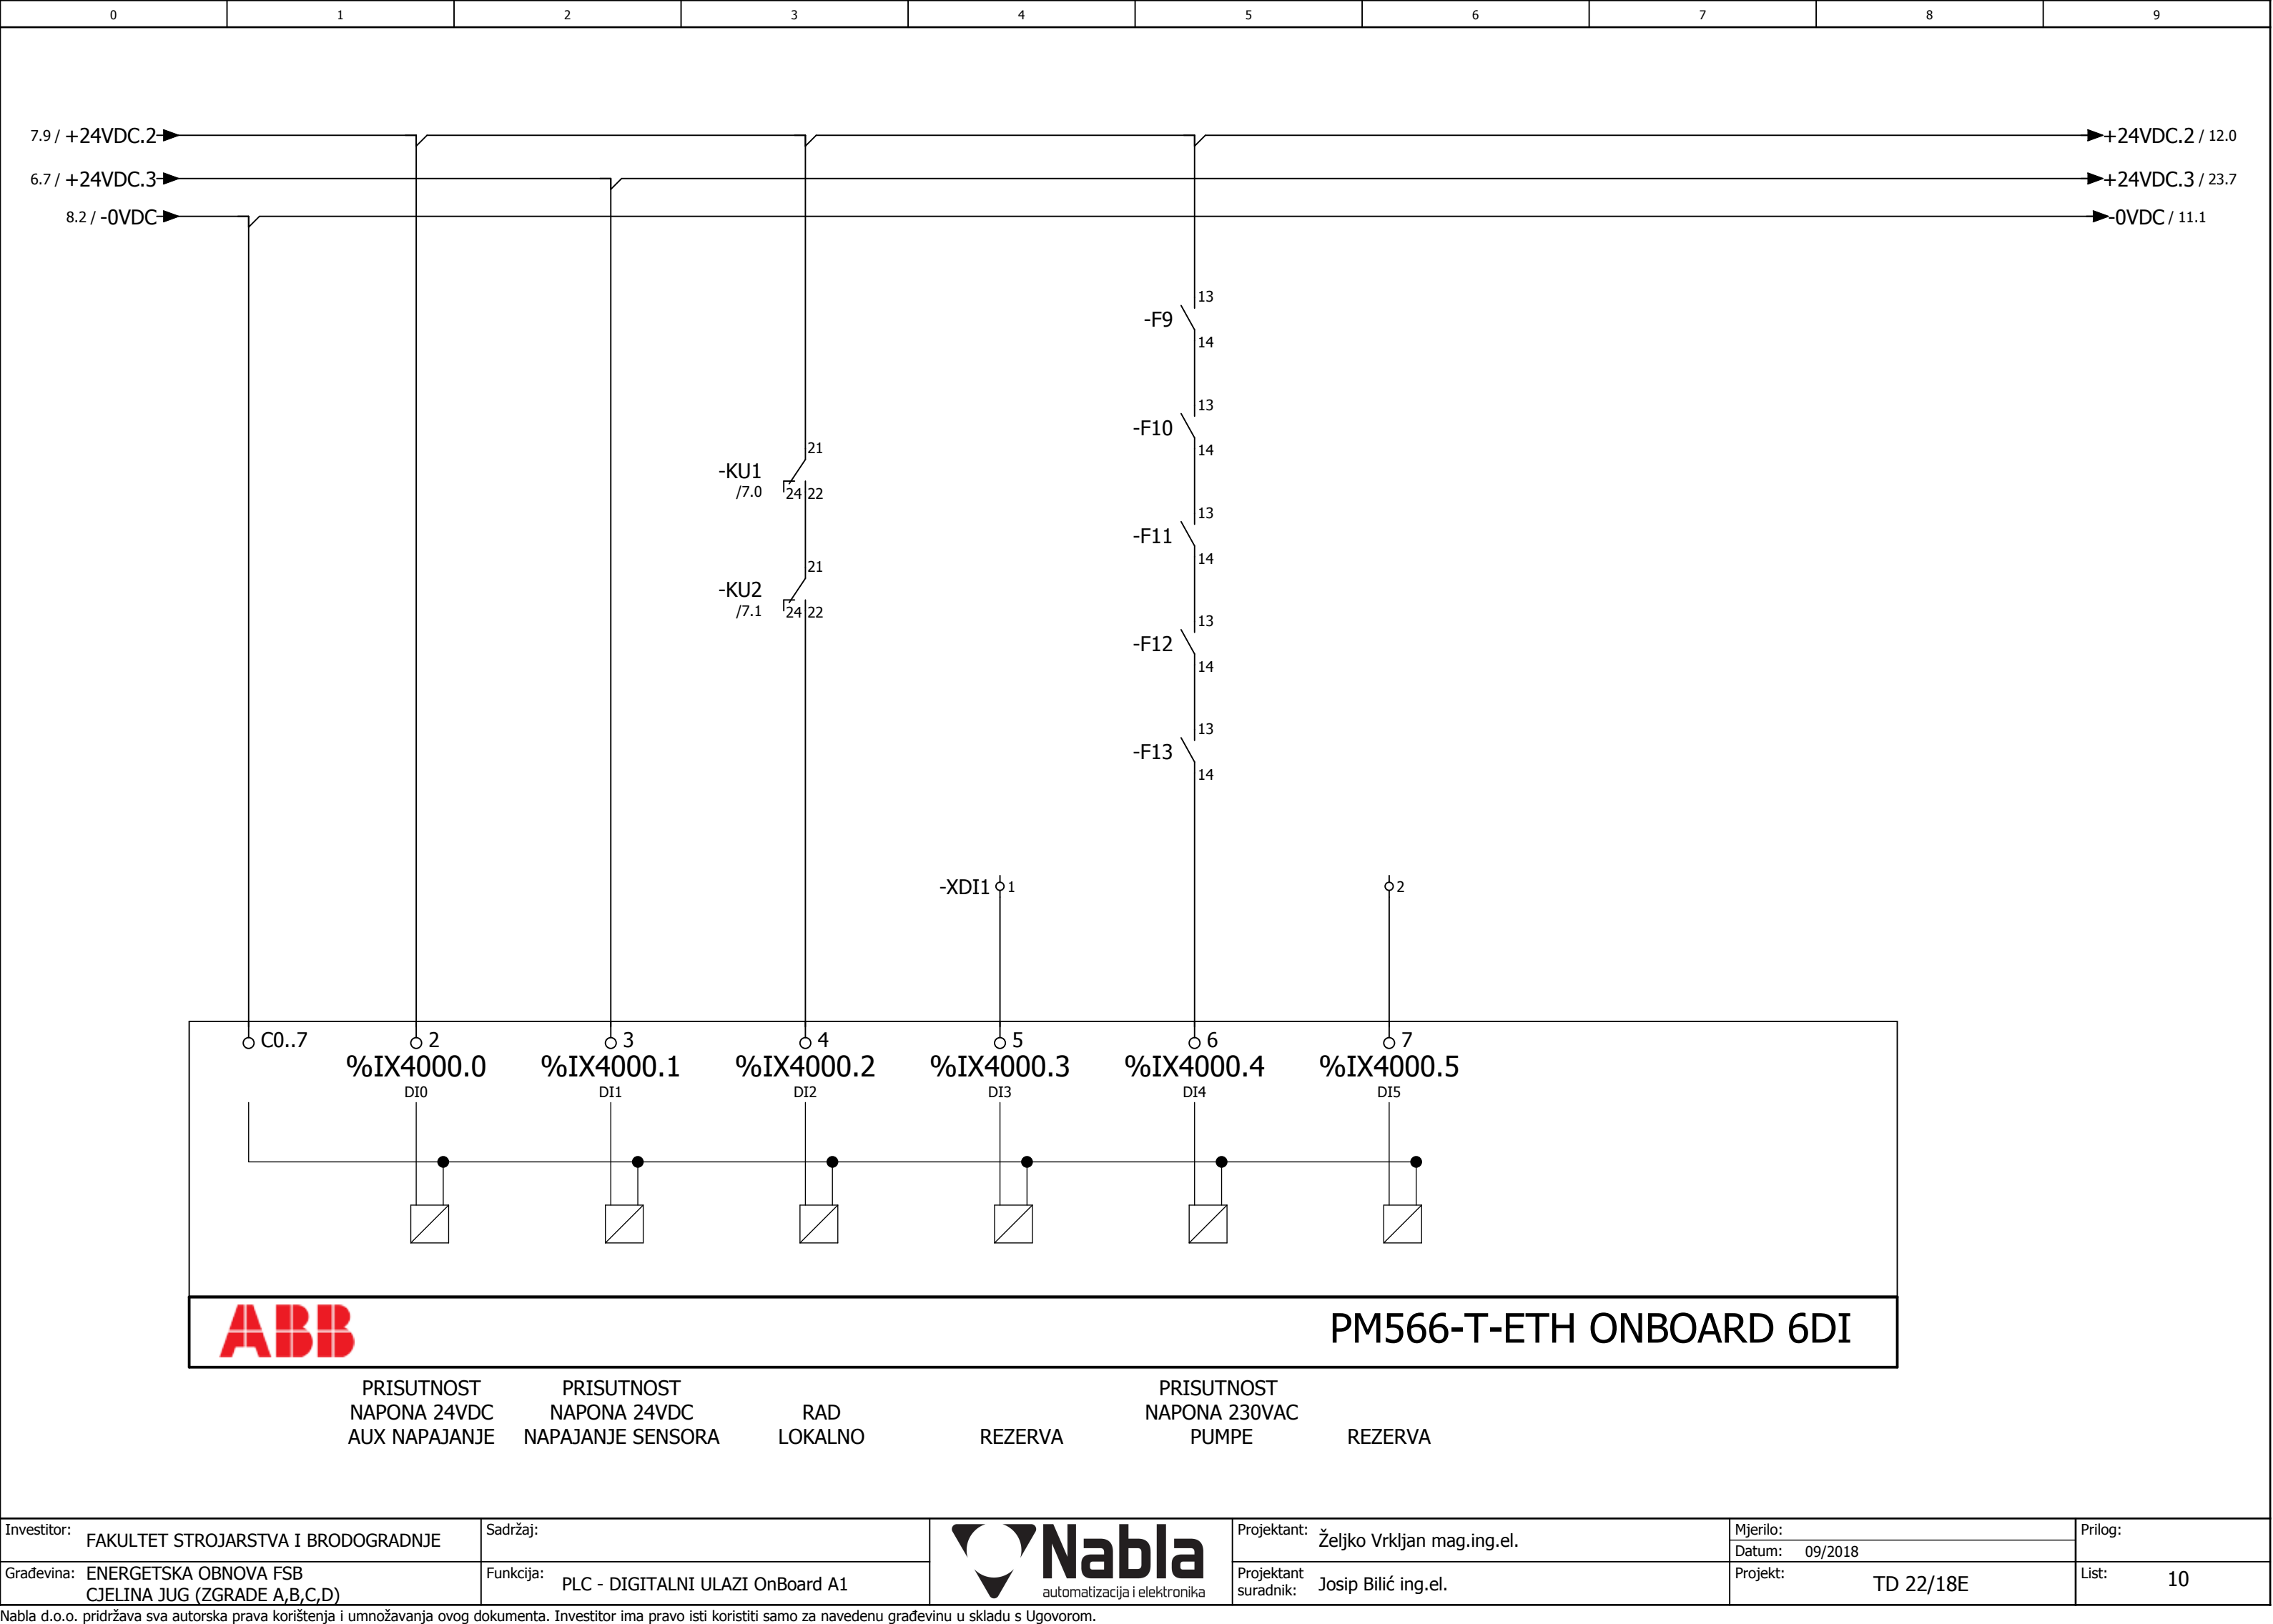 0 1 2 3 4 5 6 7 8 9
7.9 / +24VDC.2 +24VDC.2 / 12.0
6.7 / +24VDC.3 +24VDC.3 / 23.7
8.2 / -0VDC -0VDC / 11.1
13
-F9
14
13
-F10
14
21
-KU1
/7.0
24 22
13
-F11
14
21
-KU2
/7.1
24 22
13
-F12
14
13
-F13
14
-XDI1 1 2
C0..7 2 3 4 5 6 7
%IX4000.0 %IX4000.1 %IX4000.2 %IX4000.3 %IX4000.4 %IX4000.5
DI0 DI1 DI2 DI3 DI4 DI5
ABB PM566-T-ETH ONBOARD 6DI
PRISUTNOST
NAPONA 24VDC
AUX NAPAJANJE
PRISUTNOST
NAPONA 24VDC
NAPAJANJE SENSORA
RAD
LOKALNO
REZERVA
PRISUTNOST
NAPONA 230VAC
PUMPE
REZERVA
Investitor: FAKULTET STROJARSTVA I BRODOGRADNJE
Građevina: ENERGETSKA OBNOVA FSB
CJELINA JUG (ZGRADE A,B,C,D)
Sadržaj:
Funkcija: PLC - DIGITALNI ULAZI OnBoard A1
Nabla
automatizacija i elektronika
Projektant: Željko Vrkljan mag.ing.el.
Projektant
suradnik: Josip Bilić ing.el.
Mjerilo:
Datum: 09/2018
Projekt: TD 22/18E
Prilog:
List: 10
Nabla d.o.o. pridržava sva autorska prava korištenja i umnožavanja ovog dokumenta. Investitor ima pravo isti koristiti samo za navedenu građevinu u skladu s Ugovorom.